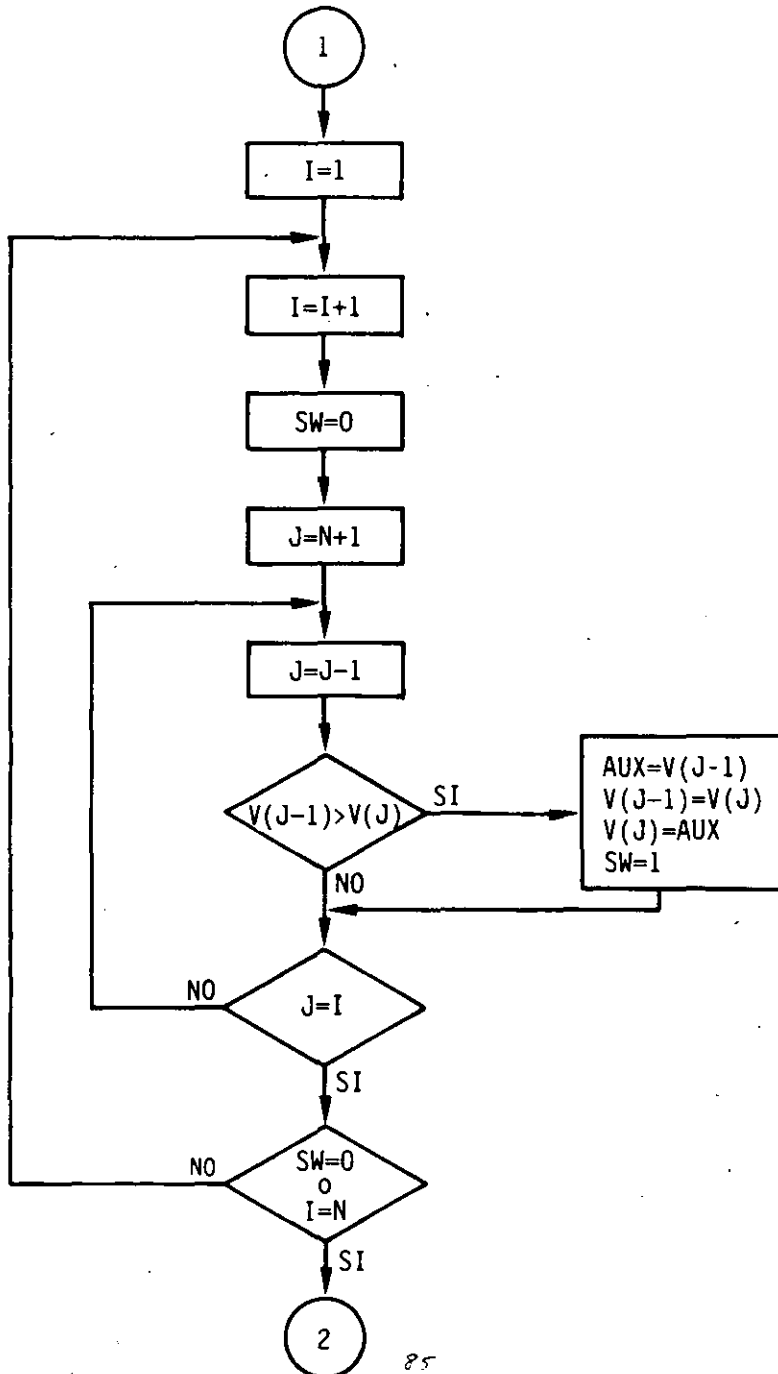 1
I=1
I=I+1
SW=0
J=N+1
J=J-1
V(J-1)>V(J)
SI
AUX=V(J-1)
V(J-1)=V(J)
V(J)=AUX
SW=1
NO
NO
J=I
SI
NO
SW=0
o
I=N
SI
2
85